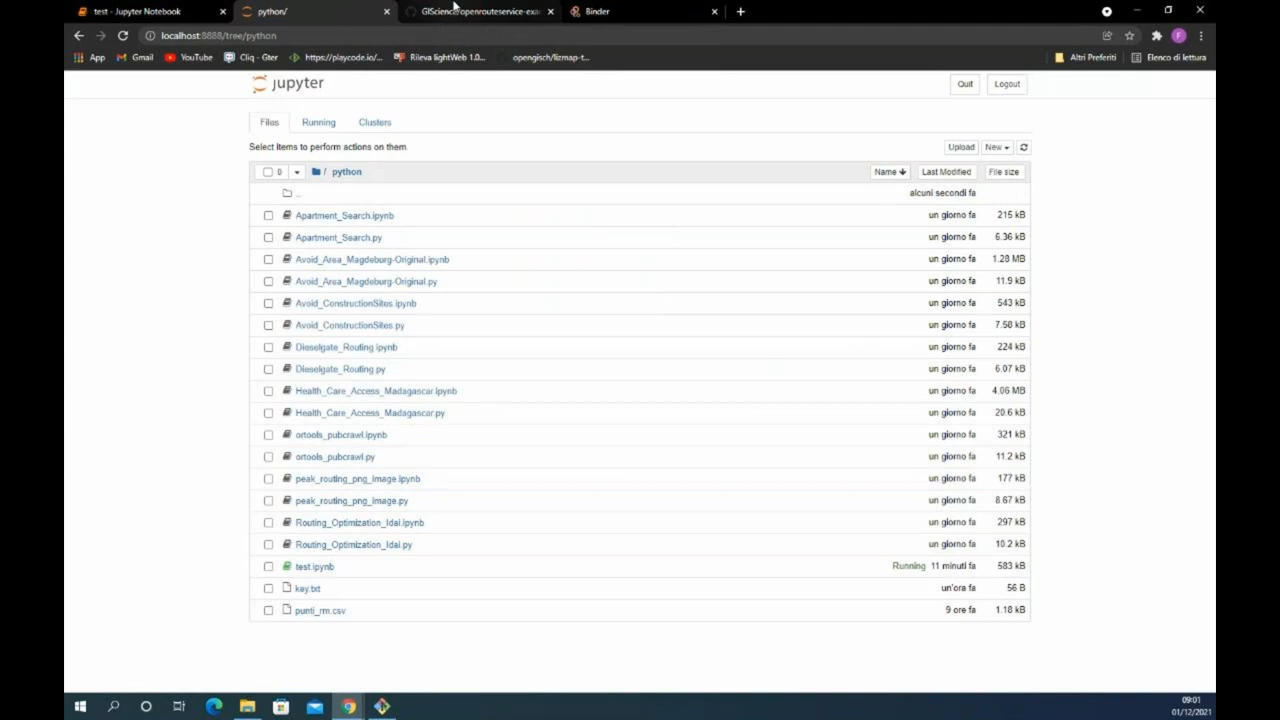 test - Jupyter Notebook
python/
GIScience/openrouteservice-exa
Binder
localhost:8888/tree/python
App
Gmail
YouTube
Cliq - Gter
https://playcode.io/...
Rileva lightWeb 1.0...
opengisch/lizmap-t...
Altri Preferiti
Elenco di lettura
jupyter
Quit
Logout
Files
Running
Clusters
Select items to perform actions on them.
Upload
New
0
/ python
Name
Last Modified
File size
..
alcuni secondi fa
Apartment_Search.ipynb un giorno fa 215 kB
Apartment_Search.py un giorno fa 6.36 kB
Avoid_Area_Magdeburg-Original.ipynb un giorno fa 1.28 MB
Avoid_Area_Magdeburg-Original.py un giorno fa 11.9 kB
Avoid_ConstructionSites.ipynb un giorno fa 543 kB
Avoid_ConstructionSites.py un giorno fa 7.58 kB
Dieselgate_Routing.ipynb un giorno fa 224 kB
Dieselgate_Routing.py un giorno fa 6.07 kB
Health_Care_Access_Madagascar.ipynb un giorno fa 4.06 MB
Health_Care_Access_Madagascar.py un giorno fa 20.6 kB
ortools_pubcrawl.ipynb un giorno fa 321 kB
ortools_pubcrawl.py un giorno fa 11.2 kB
peak_routing_png_image.ipynb un giorno fa 177 kB
peak_routing_png_image.py un giorno fa 8.67 kB
Routing_Optimization_Idai.ipynb un giorno fa 297 kB
Routing_Optimization_Idai.py un giorno fa 10.2 kB
test.ipynb Running 11 minuti fa 583 kB
key.txt un'ora fa 56 B
punti_rm.csv 9 ore fa 1.18 kB
09:01
01/12/2021